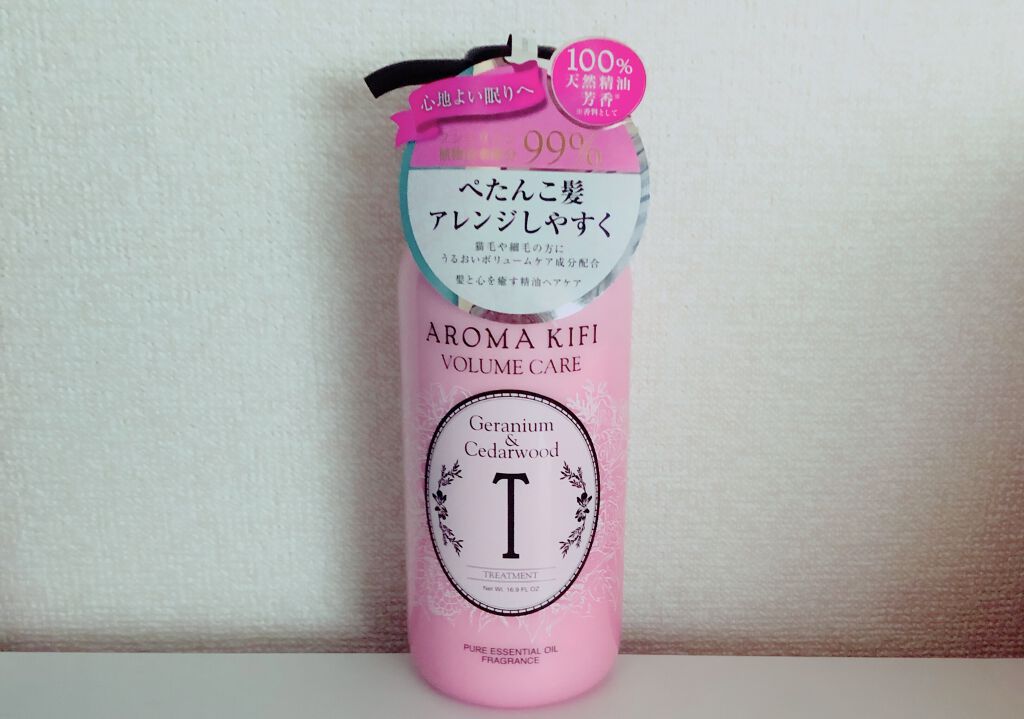 心地よい眠りへ
100%
天然精油
芳香※
※香料として
99%
ぺたんこ髪
アレンジしやすく
猫毛や細毛の方に
うるおいボリュームケア成分配合
髪と心を癒す精油ヘアケア
AROMA KIFI
VOLUME CARE
Geranium
&
Cedarwood
T
TREATMENT
Net Wt. 16.9 FL OZ
PURE ESSENTIAL OIL
FRAGRANCE